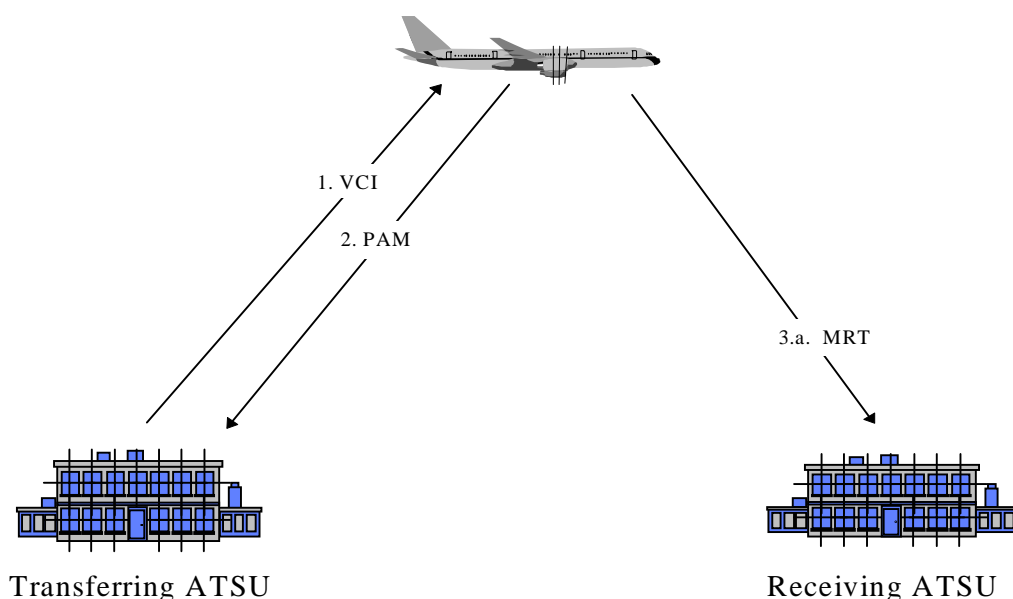 1. VCI
2. PAM
3.a. MRT
Transferring ATSU
Receiving ATSU